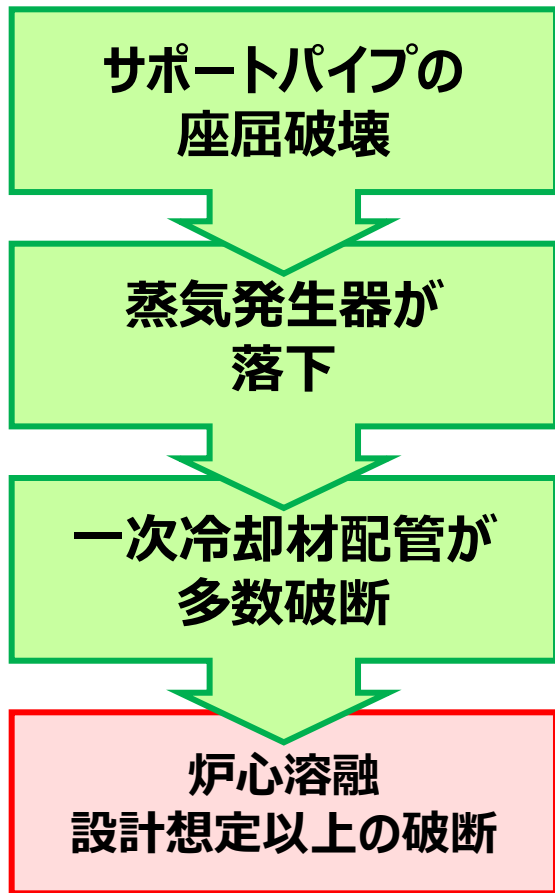 サポートパイプの
座屈破壊
蒸気発生器が
落下
一次冷却材配管が
多数破断
炉心溶融
設計想定以上の破断